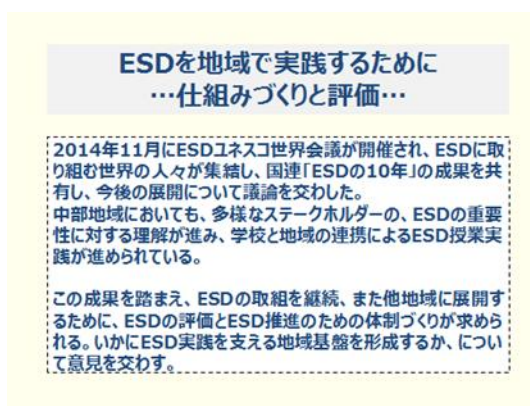 ESDを地域で実践するために
…仕組みづくりと評価…
2014年11月にESDユネスコ世界会議が開催され、ESDに取
り組む世界の人々が集結し、国連「ESDの10年」の成果を共
有し、今後の展開について議論を交わした。
中部地域においても、多様なステークホルダーの、ESDの重要
性に対する理解が進み、学校と地域の連携によるESD授業実
践が進められている。
この成果を踏まえ、ESDの取組を継続、また他地域に展開す
るために、ESDの評価とESD推進のための体制づくりが求めら
れる。いかにESD実践を支える地域基盤を形成するか、につい
て意見を交わす。